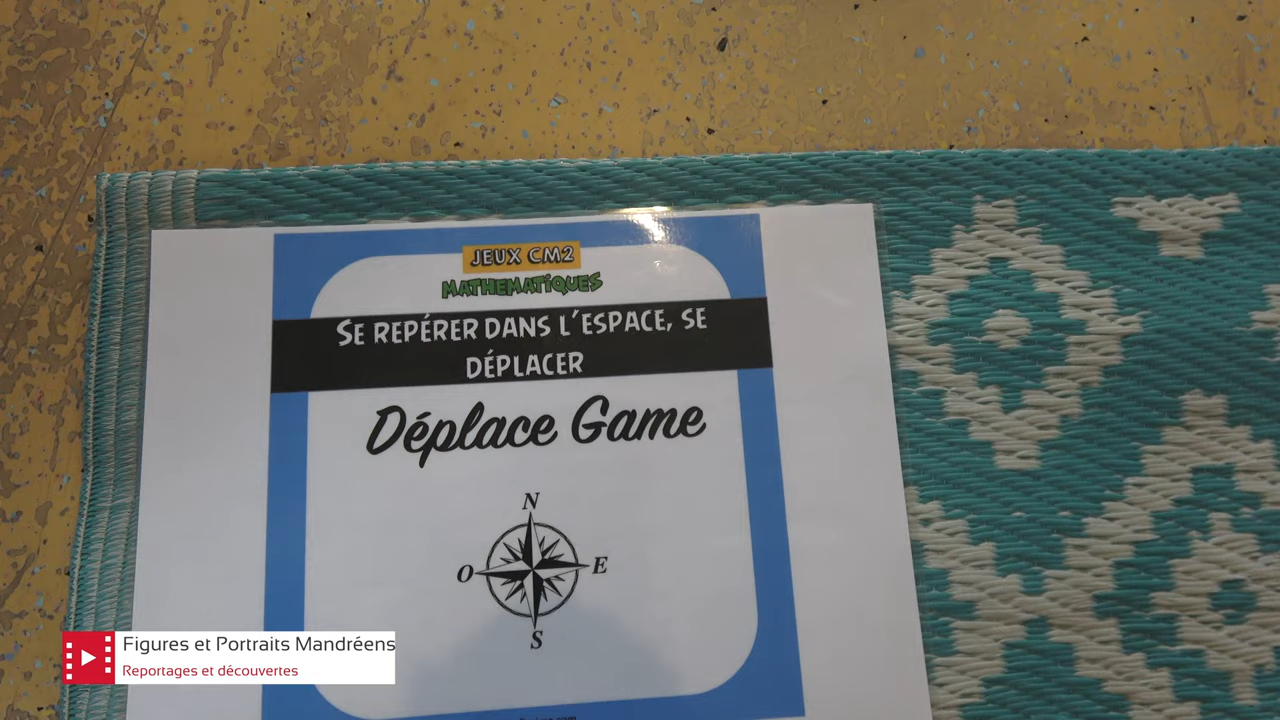 JEUX CM2
MATHEMATIQUES
SE REPÉRER DANS L'ESPACE, SE
DÉPLACER
Déplace Game
N
O
E
S
Figures et Portraits Mandréens
Reportages et découvertes